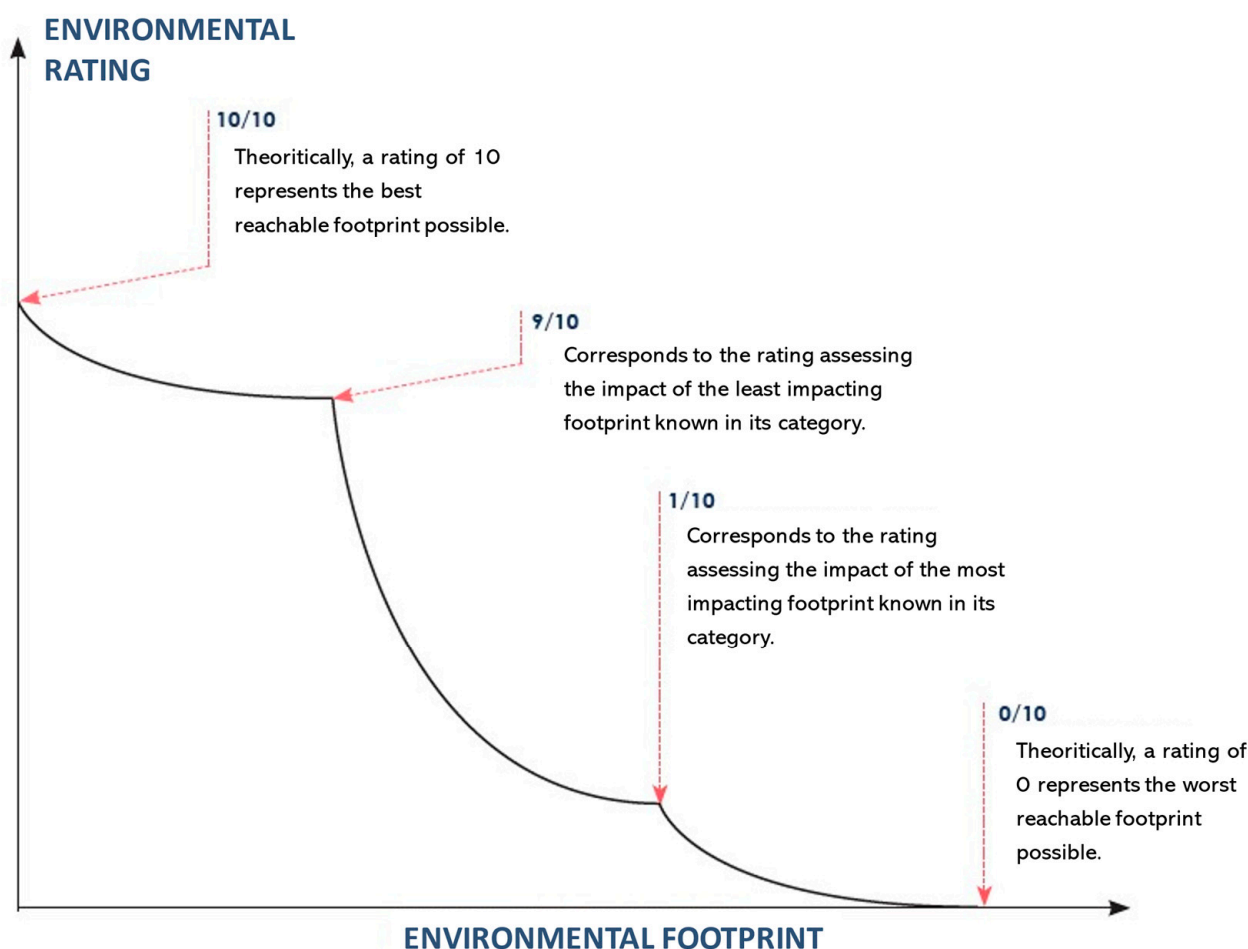 ENVIRONMENTAL
RATING
10/10
Theoritically, a rating of 10
represents the best
reachable footprint possible.
9/10
Corresponds to the rating assessing
the impact of the least impacting
footprint known in its category.
1/10
Corresponds to the rating
assessing the impact of the most
impacting footprint known in its
category.
0/10
Theoritically, a rating of
0 represents the worst
reachable footprint
possible.
ENVIRONMENTAL FOOTPRINT